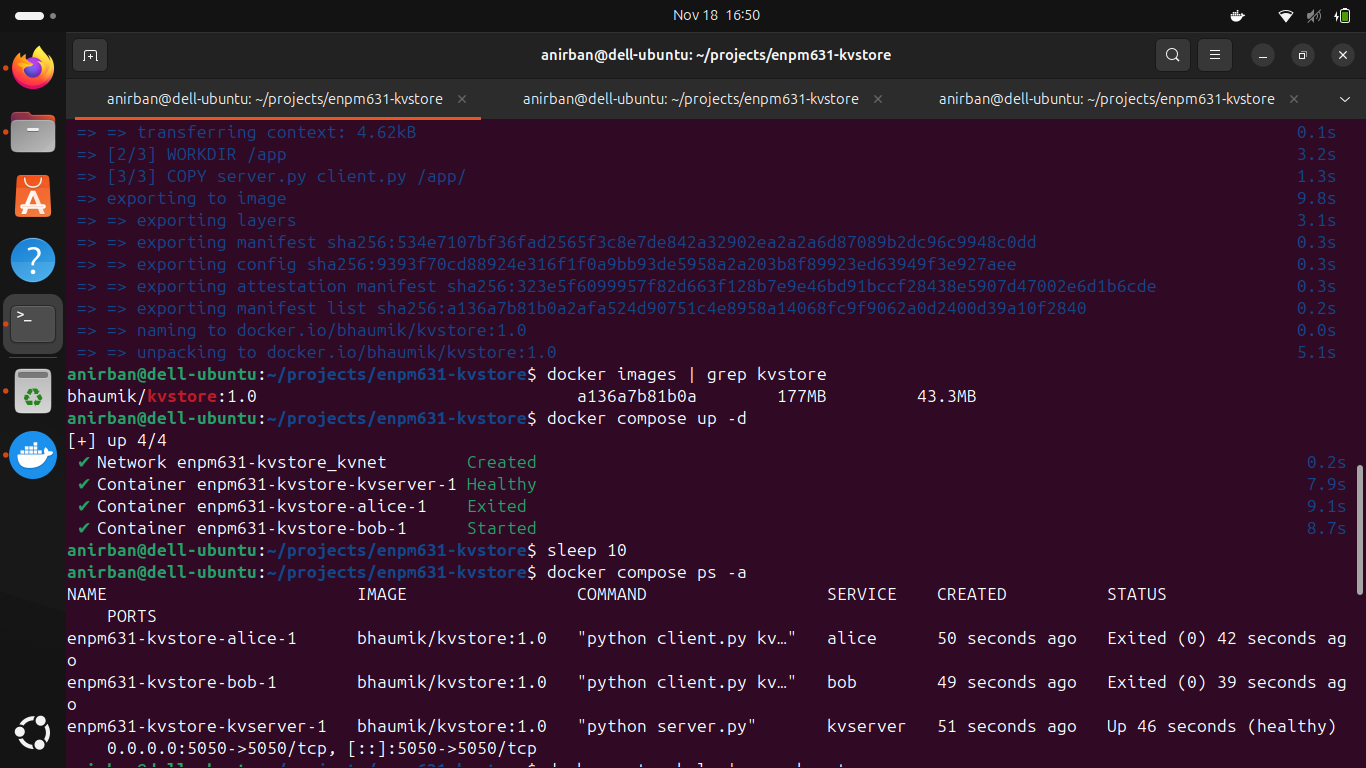 Nov 18 16:50
anirban@dell-ubuntu: ~/projects/enpm631-kvstore
anirban@dell-ubuntu: ~/projects/enpm631-kvstore × anirban@dell-ubuntu: ~/projects/enpm631-kvstore × anirban@dell-ubuntu: ~/projects/enpm631-kvstore ×
=> => transferring context: 4.62kB 0.1s
=> [2/3] WORKDIR /app 3.2s
=> [3/3] COPY server.py client.py /app/ 1.3s
=> exporting to image 9.8s
=> => exporting layers 3.1s
=> => exporting manifest sha256:534e7107bf36fad2565f3c8e7de842a32902ea2a2a6d87089b2dc96c9948c0dd 0.3s
=> => exporting config sha256:9393f70cd88924e316f1f0a9bb93de5958a2a203b8f89923ed63949f3e927aee 0.3s
=> => exporting attestation manifest sha256:323e5f6099957f82d663f128b7e9e46bd91bccf28438e5907d47002e6d1b6cde 0.3s
=> => exporting manifest list sha256:a136a7b81b0a2afa524d90751c4e8958a14068fc9f9062a0d2400d39a10f2840 0.2s
=> => naming to docker.io/bhaumik/kvstore:1.0 0.0s
=> => unpacking to docker.io/bhaumik/kvstore:1.0 5.1s
anirban@dell-ubuntu:~/projects/enpm631-kvstore$ docker images | grep kvstore
bhaumik/kvstore:1.0 a136a7b81b0a 177MB 43.3MB
anirban@dell-ubuntu:~/projects/enpm631-kvstore$ docker compose up -d
[+] up 4/4
✔ Network enpm631-kvstore_kvnet Created 0.2s
✔ Container enpm631-kvstore-kvserver-1 Healthy 7.9s
✔ Container enpm631-kvstore-alice-1 Exited 9.1s
✔ Container enpm631-kvstore-bob-1 Started 8.7s
anirban@dell-ubuntu:~/projects/enpm631-kvstore$ sleep 10
anirban@dell-ubuntu:~/projects/enpm631-kvstore$ docker compose ps -a
NAME IMAGE COMMAND SERVICE CREATED STATUS
PORTS
enpm631-kvstore-alice-1 bhaumik/kvstore:1.0 "python client.py kv…" alice 50 seconds ago Exited (0) 42 seconds ag
o
enpm631-kvstore-bob-1 bhaumik/kvstore:1.0 "python client.py kv…" bob 49 seconds ago Exited (0) 39 seconds ag
o
enpm631-kvstore-kvserver-1 bhaumik/kvstore:1.0 "python server.py" kvserver 51 seconds ago Up 46 seconds (healthy)
0.0.0.0:5050->5050/tcp, [::]:5050->5050/tcp